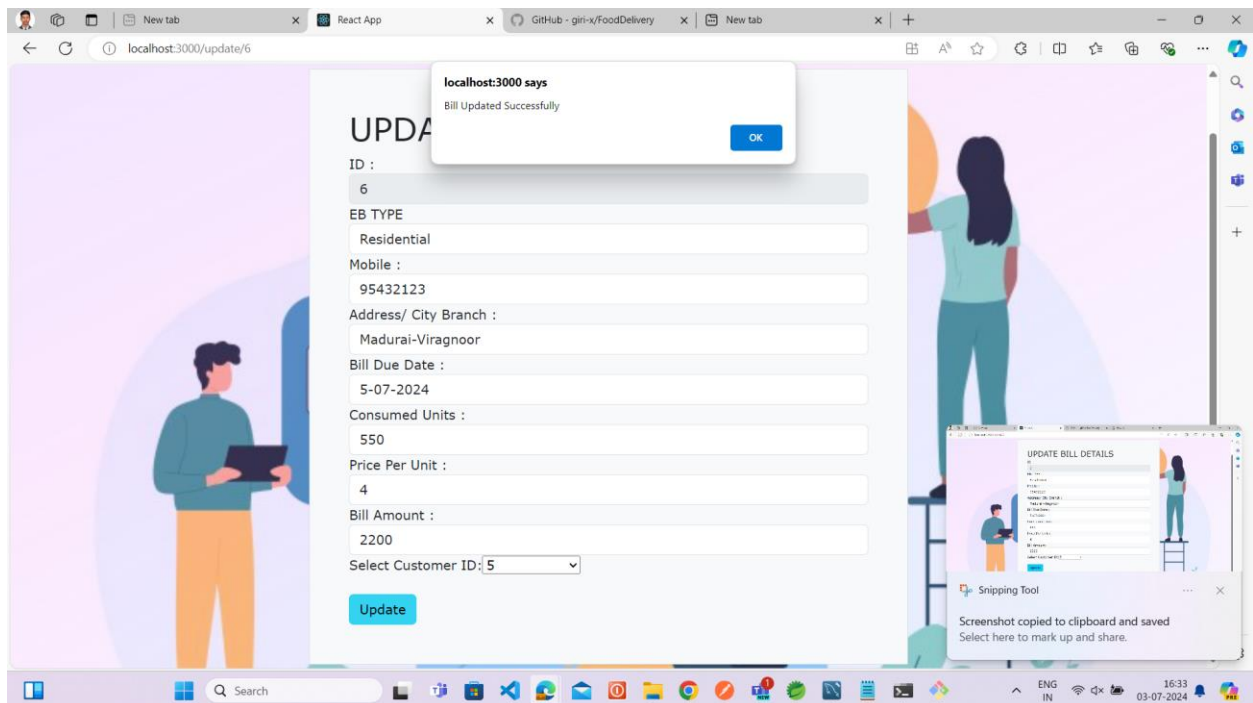 New tab
React App
GitHub - giri-x/FoodDelivery
New tab
localhost:3000/update/6
localhost:3000 says
Bill Updated Successfully
OK
UPDA
ID :
6
EB TYPE
Residential
Mobile :
95432123
Address/ City Branch :
Madurai-Viragnoor
Bill Due Date :
5-07-2024
Consumed Units :
550
Price Per Unit :
4
Bill Amount :
2200
Select Customer ID: 5
Update
UPDATE BILL DETAILS
Snipping Tool
Screenshot copied to clipboard and saved
Select here to mark up and share.
Search
ENG
IN
16:33
03-07-2024